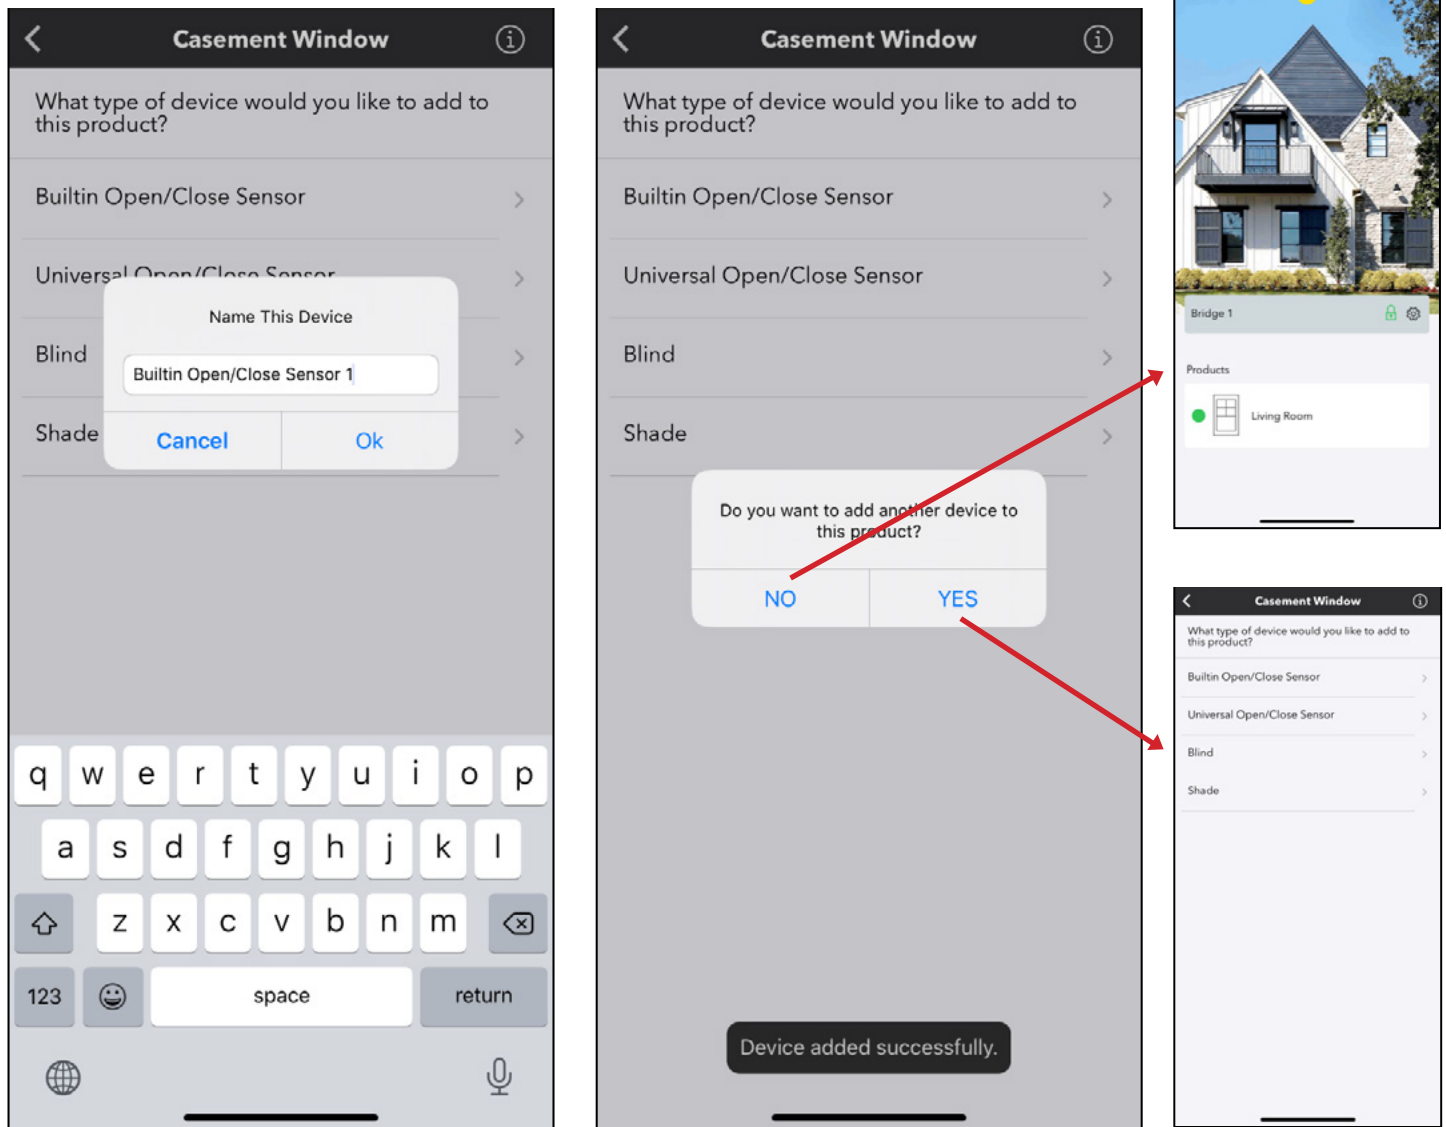 Casement Window
What type of device would you like to add to
this product?
Builtin Open/Close Sensor
Universal Open/Close Sensor
Name This Device
Blind
Builtin Open/Close Sensor 1
Shade
Cancel
Ok
q w e r t y u i o p
a s d f g h j k l
z x c v b n m
123
space
return
Casement Window
What type of device would you like to add to
this product?
Builtin Open/Close Sensor
Universal Open/Close Sensor
Blind
Shade
Do you want to add another device to
this product?
NO
YES
Device added successfully.
Bridge 1
Products
Living Room
Casement Window
What type of device would you like to add to
this product?
Builtin Open/Close Sensor
Universal Open/Close Sensor
Blind
Shade